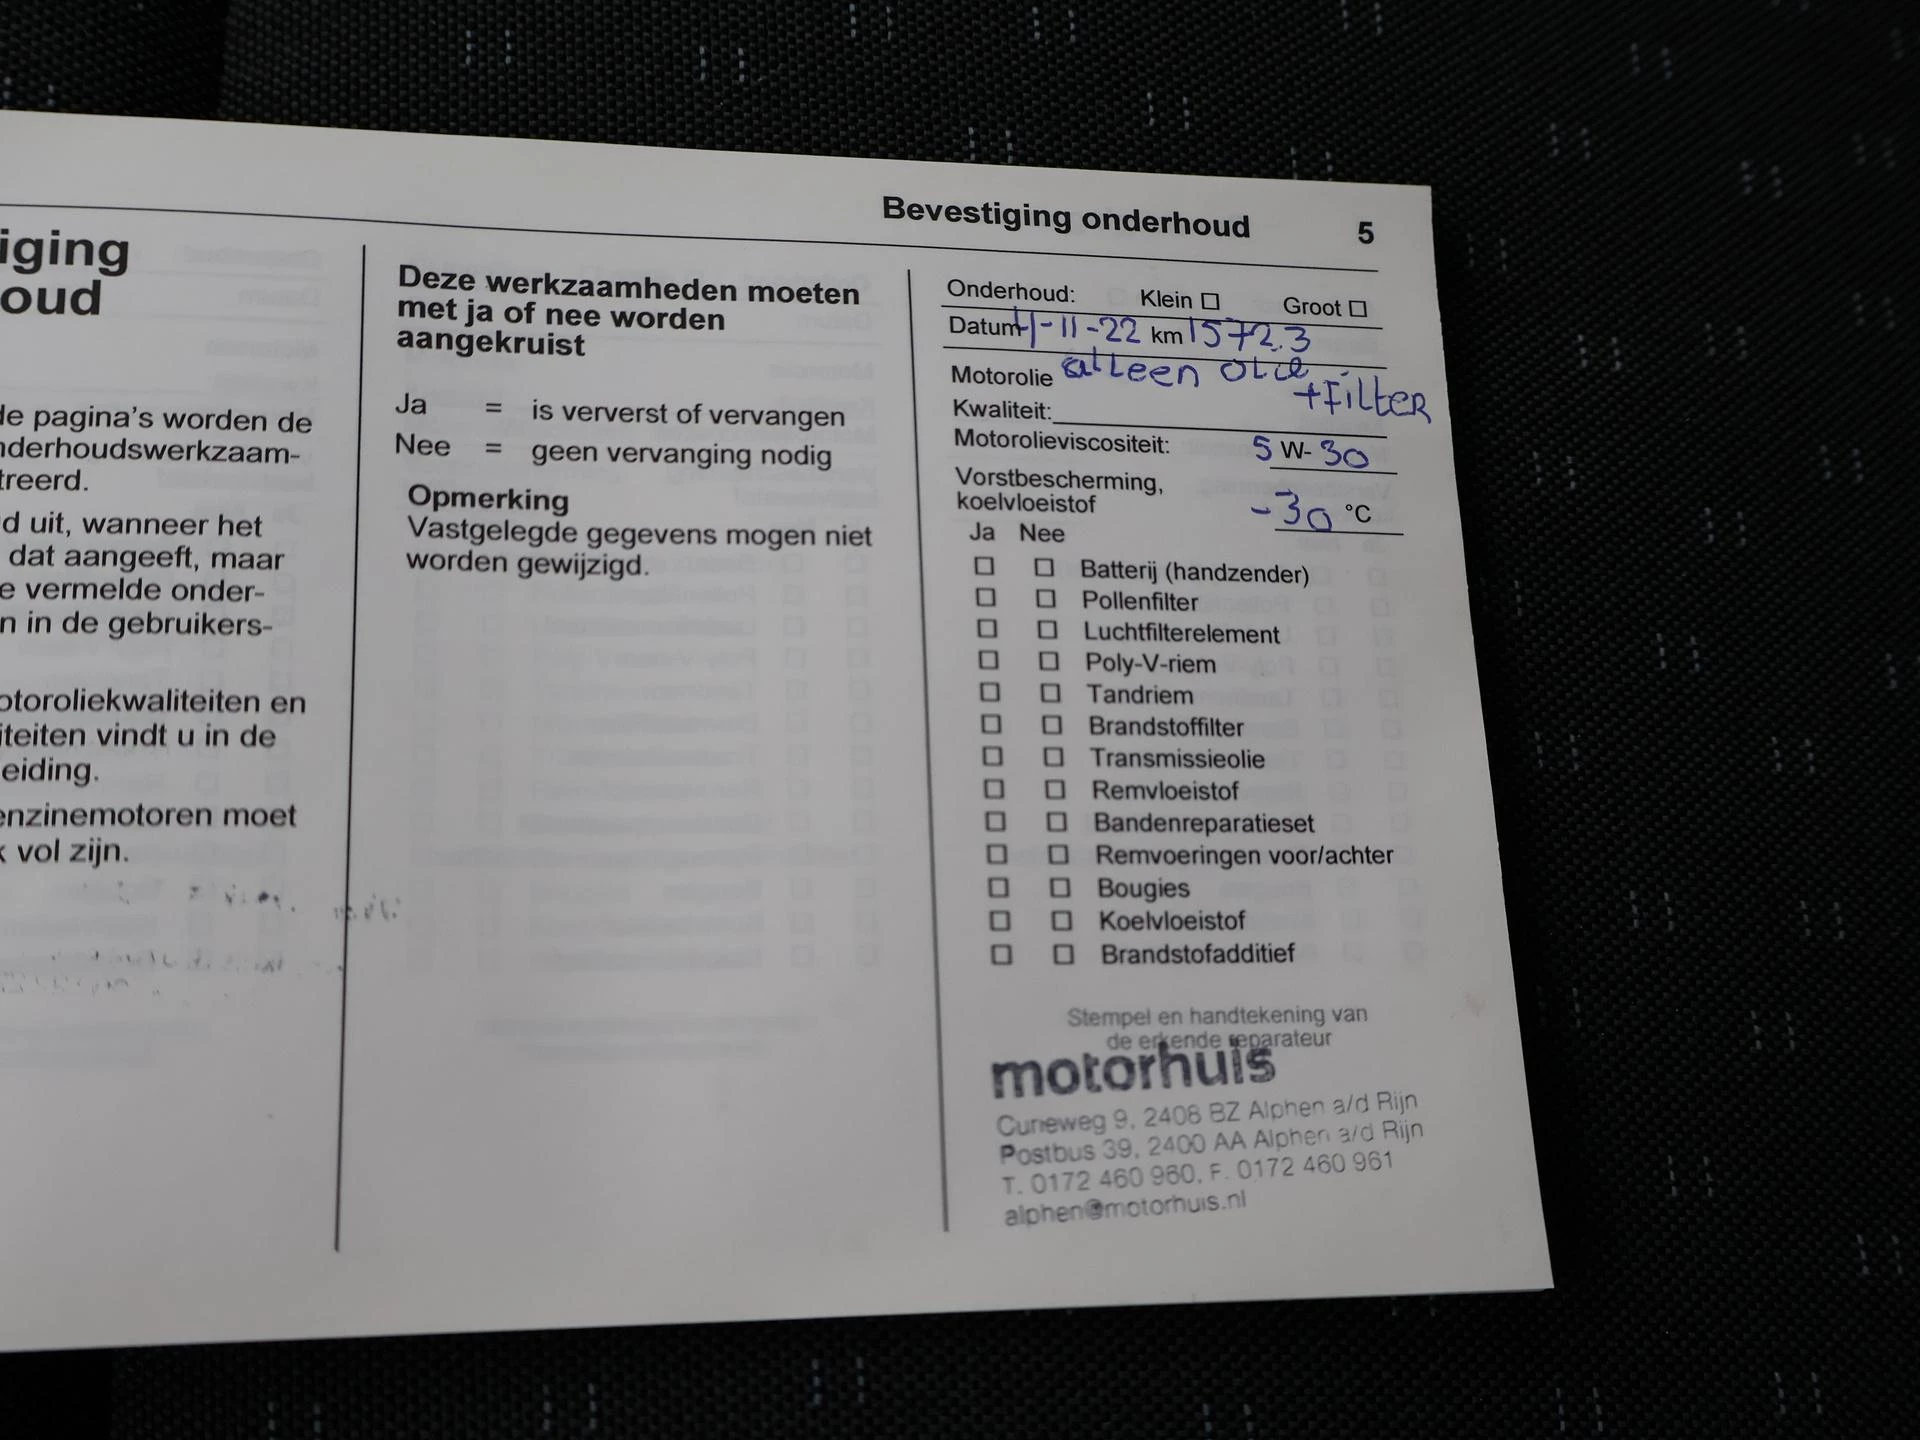 Bevestiging onderhoud 5
iging
oud
de pagina's worden de
nderhoudswerkzaam-
treerd.
d uit, wanneer het
dat aangeeft, maar
e vermelde onder-
n in de gebruikers-
otoroliekwaliteiten en
iteiten vindt u in de
eiding.
enzinemotoren moet
k vol zijn.
Deze werkzaamheden moeten
met ja of nee worden
aangekruist
Ja = is ververst of vervangen
Nee = geen vervanging nodig
Opmerking
Vastgelegde gegevens mogen niet
worden gewijzigd.
Onderhoud: Klein □ Groot □
Datum 4-11-22 km 1572.3
Motorolie alleen olie
+Filter
Kwaliteit:
Motorolieviscositeit: 5 W- 30
Vorstbescherming,
koelvloeistof -30 °C
Ja Nee
□ □ Batterij (handzender)
□ □ Pollenfilter
□ □ Luchtfilterelement
□ □ Poly-V-riem
□ □ Tandriem
□ □ Brandstoffilter
□ □ Transmissieolie
□ □ Remvloeistof
□ □ Bandenreparatieset
□ □ Remvoeringen voor/achter
□ □ Bougies
□ □ Koelvloeistof
□ □ Brandstofadditief
Stempel en handtekening van
de erkende reparateur
motorhuis
Cuneweg 9, 2408 BZ Alphen a/d Rijn
Postbus 39, 2400 AA Alphen a/d Rijn
T. 0172 460 960, F. 0172 460 961
alphen@motorhuis.nl